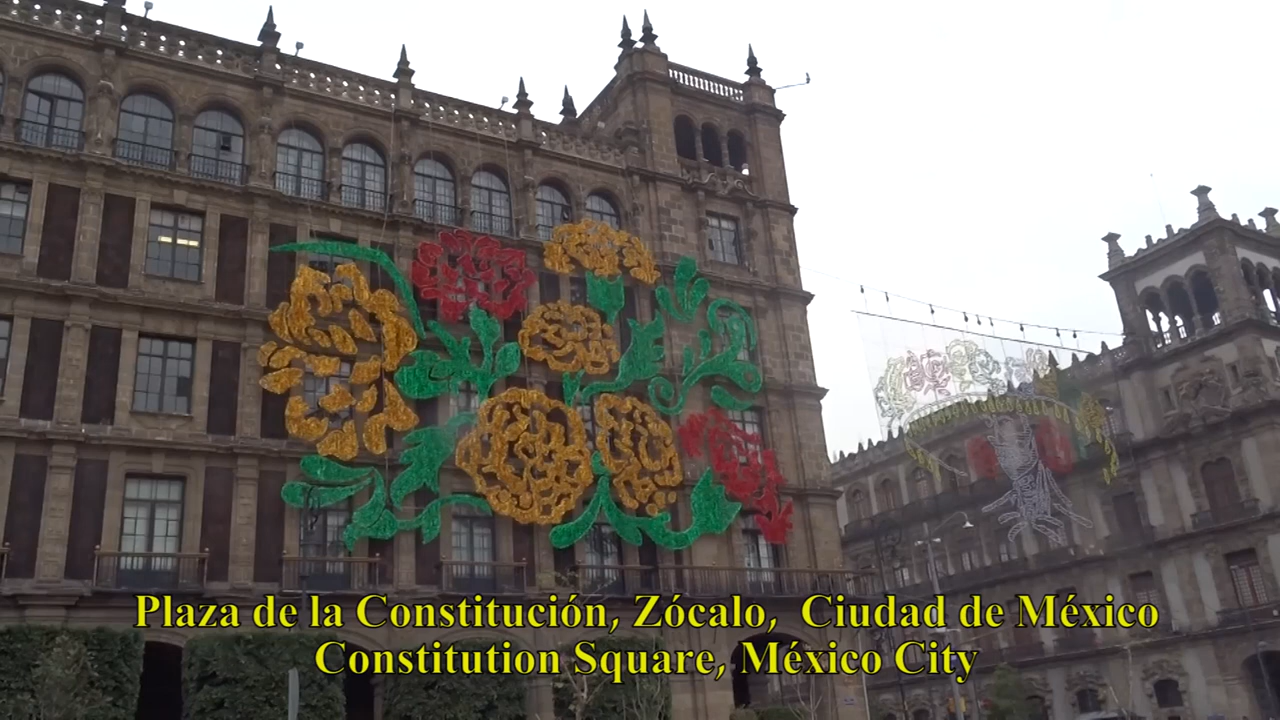 Plaza de la Constitución, Zócalo, Ciudad de México
Constitution Square, México City